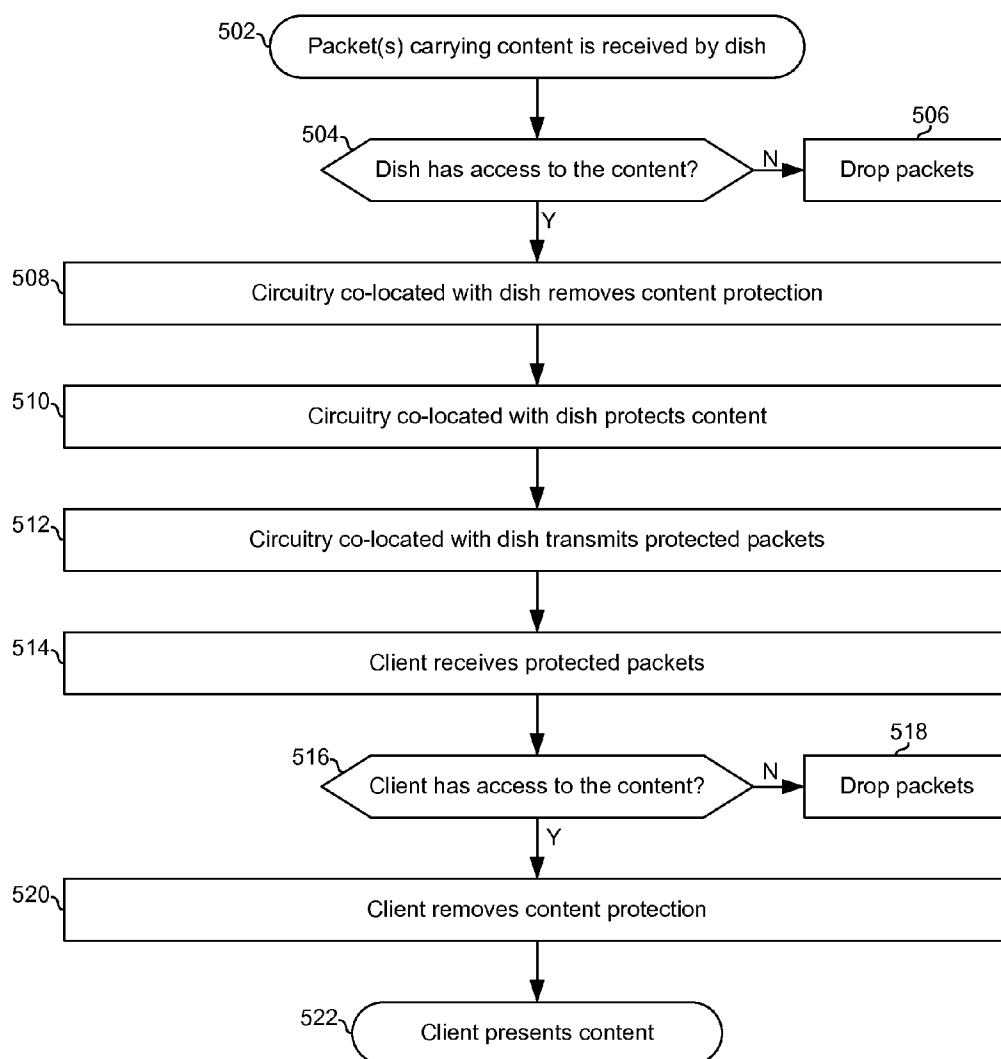 502
Packet(s) carrying content is received by dish
504
Dish has access to the content?
N
506
Drop packets
Y
508
Circuitry co-located with dish removes content protection
510
Circuitry co-located with dish protects content
512
Circuitry co-located with dish transmits protected packets
514
Client receives protected packets
516
Client has access to the content?
N
518
Drop packets
Y
520
Client removes content protection
522
Client presents content